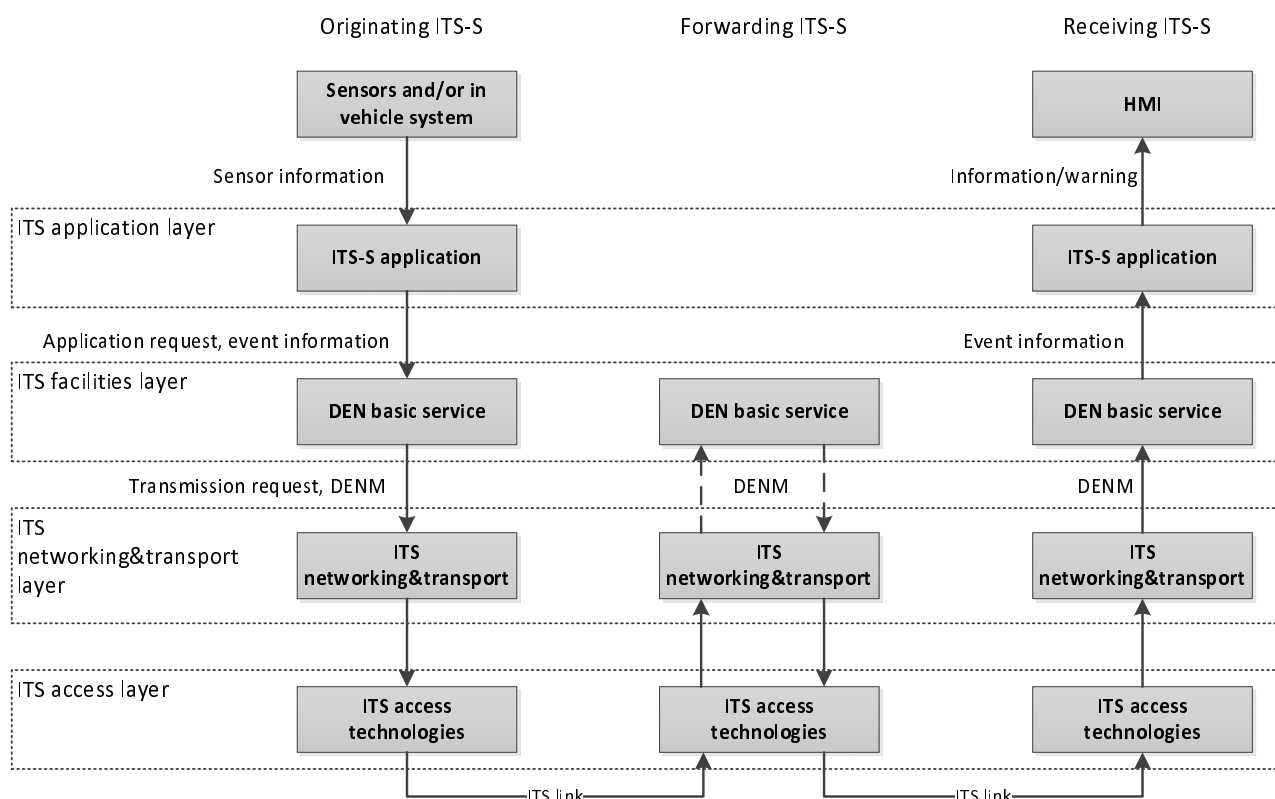 Originating ITS-S
Forwarding ITS-S
Receiving ITS-S
Sensors and/or in
vehicle system
HMI
Sensor information
Information/warning
ITS application layer
ITS-S application
ITS-S application
Application request, event information
Event information
ITS facilities layer
DEN basic service
DEN basic service
DEN basic service
Transmission request, DENM
DENM
DENM
ITS
networking&transport
layer
ITS
networking&transport
ITS
networking&transport
ITS
networking&transport
ITS access layer
ITS access
technologies
ITS access
technologies
ITS access
technologies
ITS link
ITS link